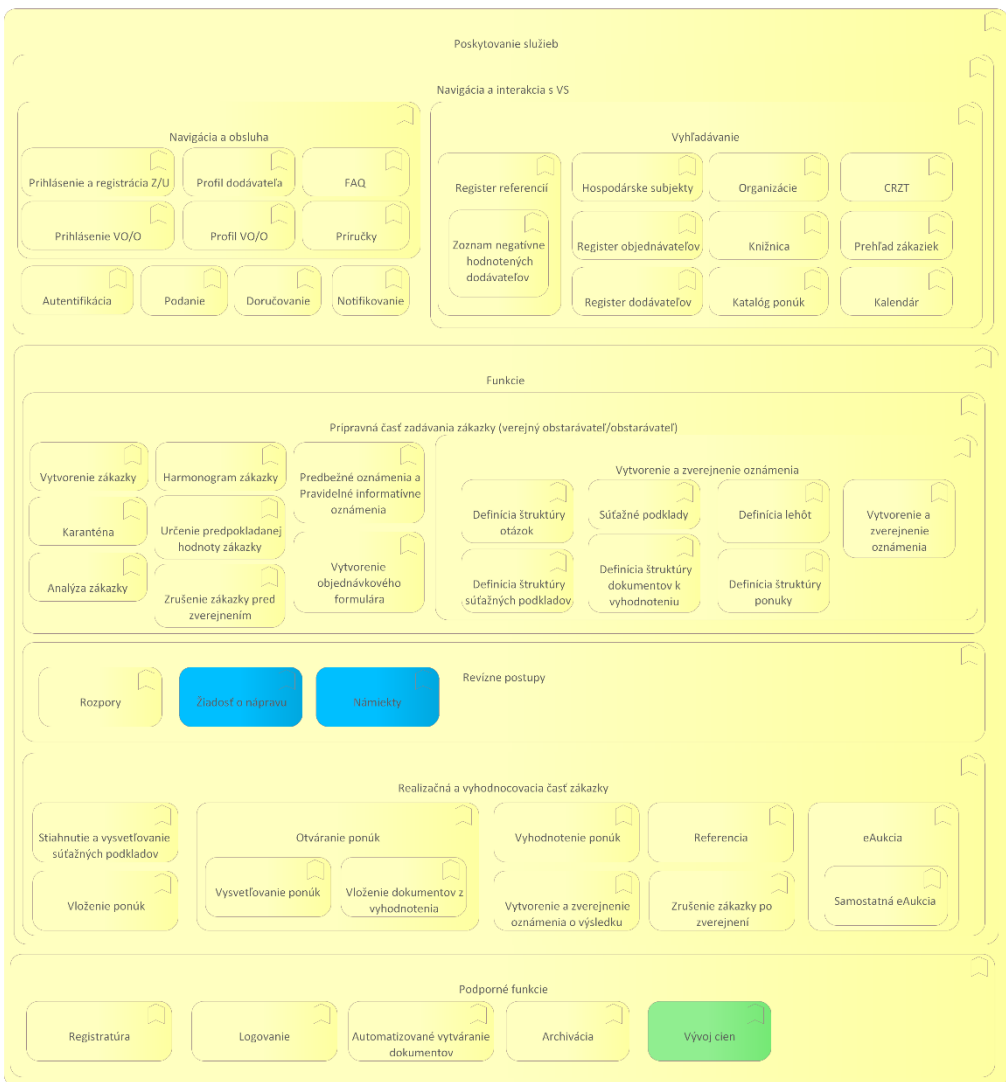 Poskytovanie služieb
Navigácia a interakcia s VS
Navigácia a obsluha
Prihlásenie a registrácia Z/U
Profil dodávateľa
FAQ
Prihlásenie VO/O
Profil VO/O
Príručky
Autentifikácia
Podanie
Doručovanie
Notifikovanie
Vyhľadávanie
Register referencií
Zoznam negatívne
hodnotených
dodávateľov
Hospodárske subjekty
Organizácie
CRZT
Register objednávateľov
Knižnica
Prehľad zákaziek
Register dodávateľov
Katalóg ponúk
Kalendár
Funkcie
Prípravná časť zadávania zákazky (verejný obstarávateľ/obstarávateľ)
Vytvorenie zákazky
Harmonogram zákazky
Predbežné oznámenia a
Pravidelné informatívne
oznámenia
Karanténa
Určenie predpokladanej
hodnoty zákazky
Analýza zákazky
Zrušenie zákazky pred
zverejnením
Vytvorenie
objednávkového
formulára
Vytvorenie a zverejnenie oznámenia
Definícia štruktúry
otázok
Súťažné podklady
Definícia lehôt
Vytvorenie a
zverejnenie
oznámenia
Definícia štruktúry
súťažných podkladov
Definícia štruktúry
dokumentov k
vyhodnoteniu
Definícia štruktúry
ponuky
Revízne postupy
Rozpory
Žiadosť o nápravu
Námietky
Realizačná a vyhodnocovacia časť zákazky
Stiahnutie a vysvetľovanie
súťažných podkladov
Vloženie ponúk
Otváranie ponúk
Vysvetľovanie ponúk
Vloženie dokumentov z
vyhodnotenia
Vyhodnotenie ponúk
Vytvorenie a zverejnenie
oznámenia o výsledku
Referencia
Zrušenie zákazky po
zverejnení
eAukcia
Samostatná eAukcia
Podporné funkcie
Registratúra
Logovanie
Automatizované vytváranie
dokumentov
Archivácia
Vývoj cien